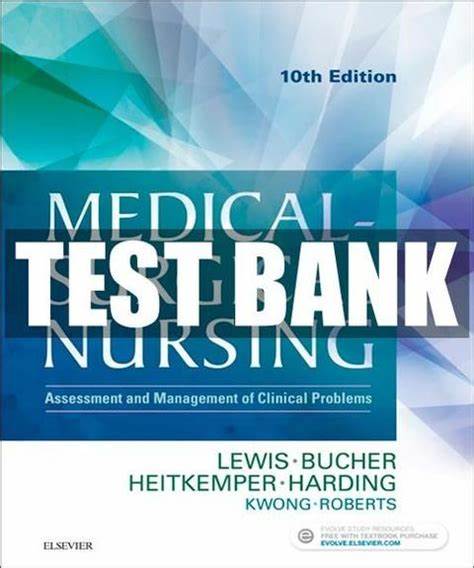 10th Edition
MEDICAL-
SURGICAL
TEST BANK
NURSING
Assessment and Management of Clinical Problems
LEWIS • BUCHER
HEITKEMPER • HARDING
KWONG • ROBERTS
ELSEVIER
EVOLVE STUDY RESOURCES
FREE WITH TEXTBOOK PURCHASE
EVOLVE.ELSEVIER.COM